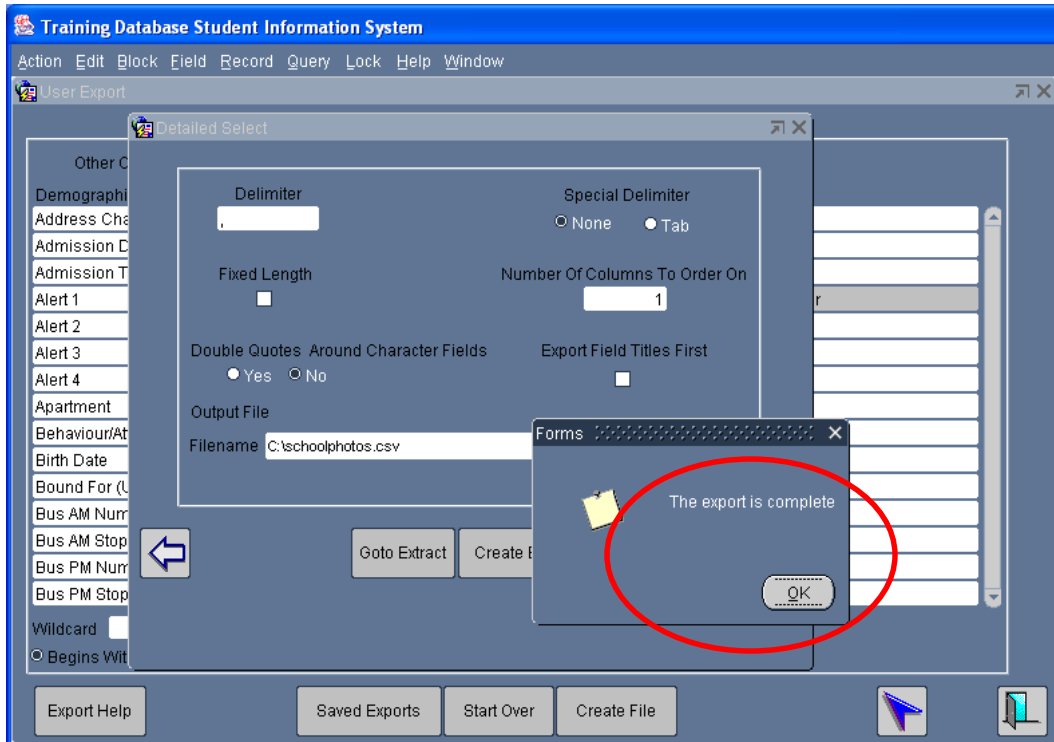 Training Database Student Information System
Action Edit Block Field Record Query Lock Help Window
User Export
Detailed Select
Other C
Demographi
Address Cha
Admission D
Admission T
Alert 1
Alert 2
Alert 3
Alert 4
Apartment
Behaviour/At
Birth Date
Bound For (U
Bus AM Num
Bus AM Stop
Bus PM Num
Bus PM Stop
Wildcard
Begins Wit
Delimiter
,
Special Delimiter
None Tab
Fixed Length
Number Of Columns To Order On
1
r
Double Quotes Around Character Fields
Yes No
Export Field Titles First
Output File
Filename C:\schoolphotos.csv
Goto Extract
Create E
Forms
The export is complete
OK
Export Help
Saved Exports
Start Over
Create File